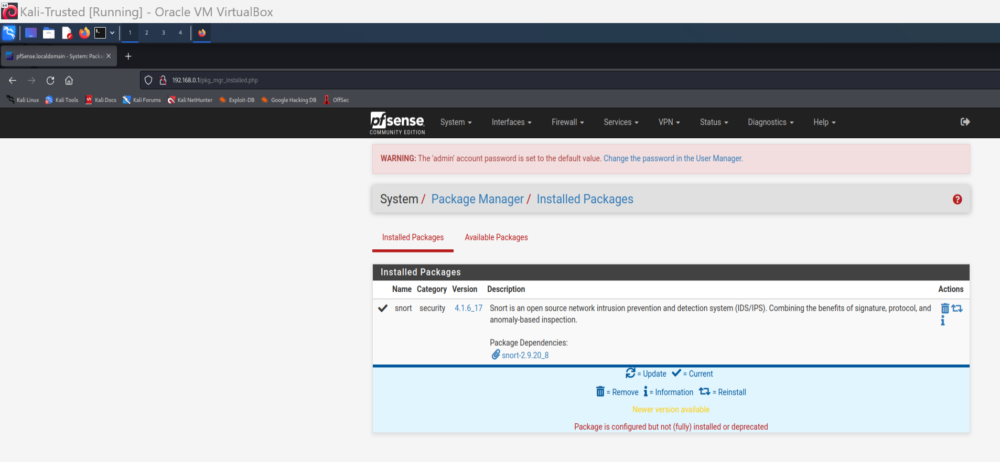 64
Kali-Trusted [Running] - Oracle VM VirtualBox
1 2 3 4
pfSense.localdomain - System: Packa
192.168.0.1/pkg_mgr_installed.php
Kali Linux Kali Tools Kali Docs Kali Forums Kali NetHunter Exploit-DB Google Hacking DB OffSec
pfsense System Interfaces Firewall Services VPN Status Diagnostics Help
COMMUNITY EDITION
WARNING: The 'admin' account password is set to the default value. Change the password in the User Manager.
System / Package Manager / Installed Packages
Installed Packages Available Packages
Installed Packages
Name Category Version Description Actions
snort security 4.1.6_17 Snort is an open source network intrusion prevention and detection system (IDS/IPS). Combining the benefits of signature, protocol, and
anomaly-based inspection.
Package Dependencies:
snort-2.9.20_8
= Update = Current
= Remove = Information = Reinstall
Newer version available
Package is configured but not (fully) installed or deprecated